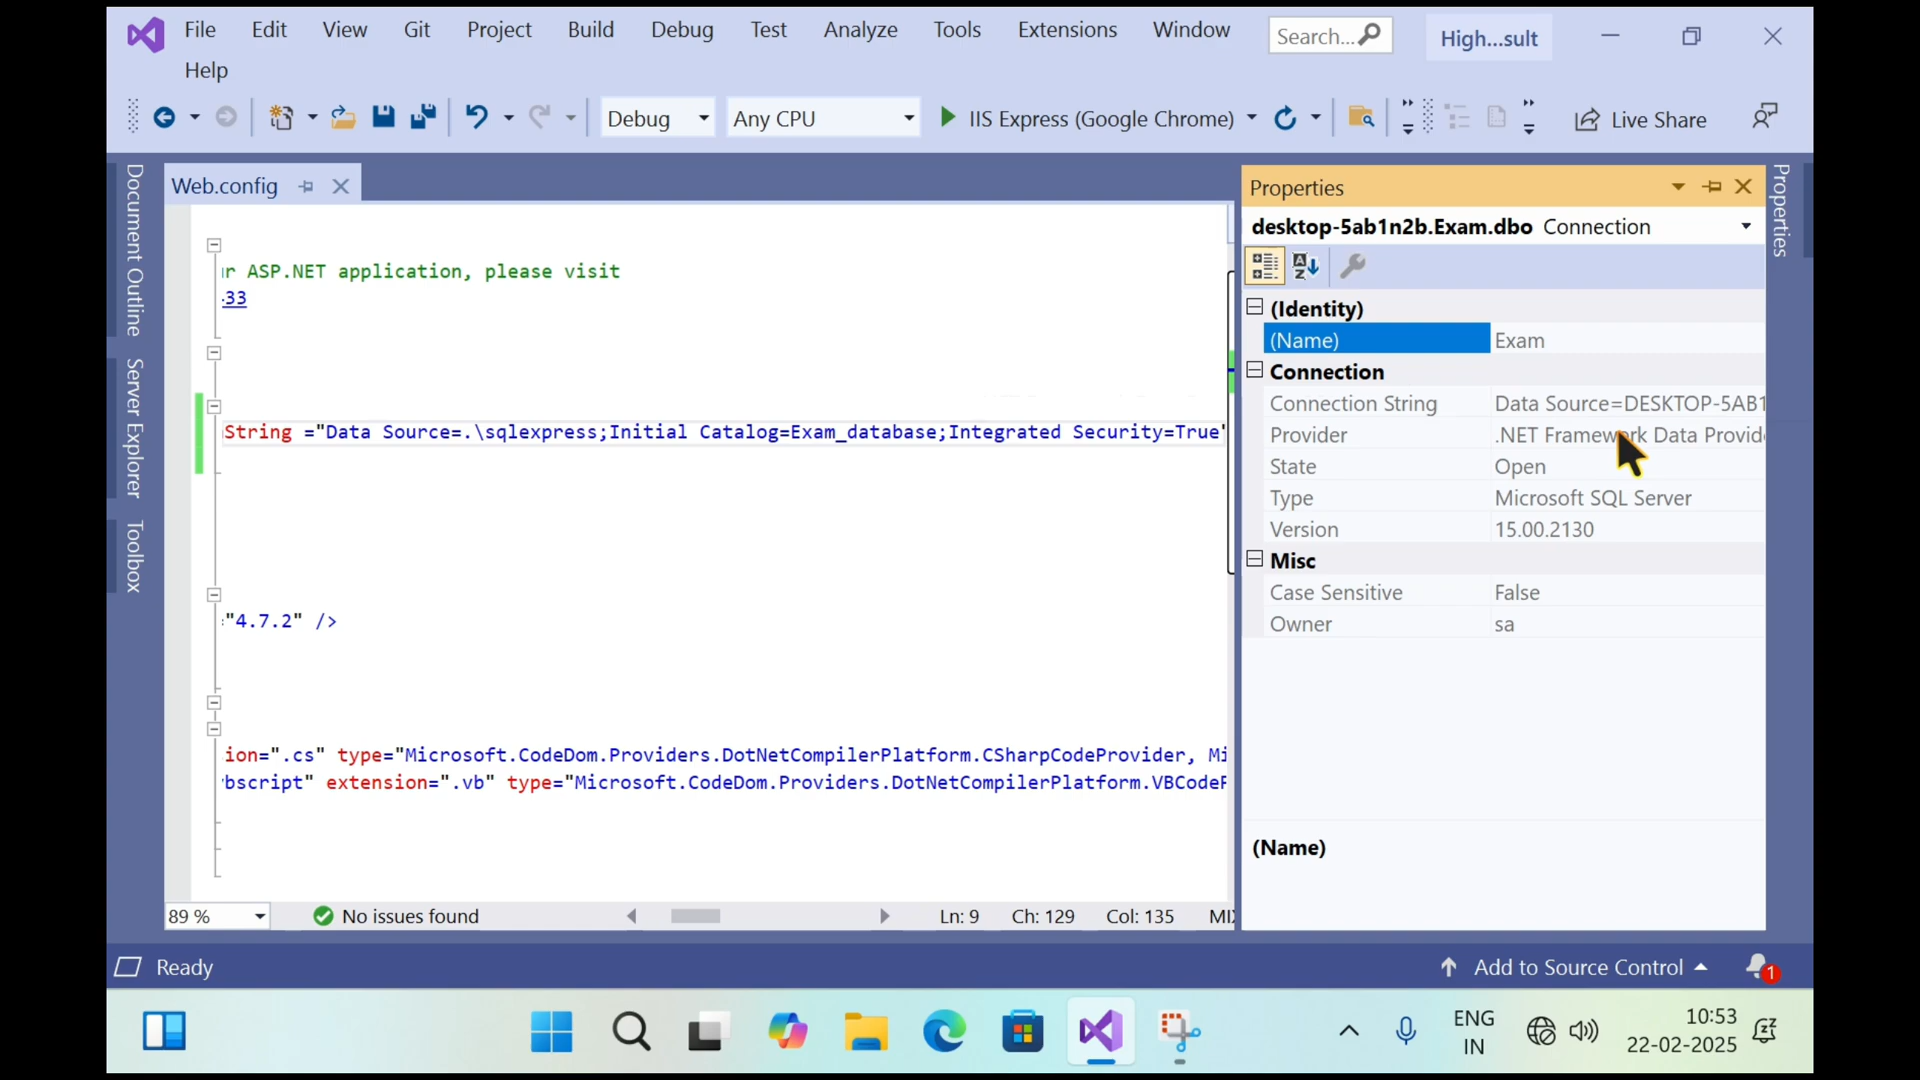 File Edit View Git Project Build Debug Test Analyze Tools Extensions Window Search... High...sult
Help
Debug Any CPU IIS Express (Google Chrome) Live Share
Document Outline
Server Explorer
Toolbox
Web.config
ur ASP.NET application, please visit
433
String ="Data Source=.\sqlexpress;Initial Catalog=Exam_database;Integrated Security=True"
="4.7.2" />
ion=".cs" type="Microsoft.CodeDom.Providers.DotNetCompilerPlatform.CSharpCodeProvider, Mi
bscript" extension=".vb" type="Microsoft.CodeDom.Providers.DotNetCompilerPlatform.VBCodeP
89 % No issues found Ln: 9 Ch: 129 Col: 135 MI
Properties
desktop-5ab1n2b.Exam.dbo Connection
(Identity)
(Name) Exam
Connection
Connection String Data Source=DESKTOP-5AB1
Provider .NET Framework Data Provid
State Open
Type Microsoft SQL Server
Version 15.00.2130
Misc
Case Sensitive False
Owner sa
(Name)
Properties
Ready Add to Source Control 1
ENG
IN
10:53
22-02-2025